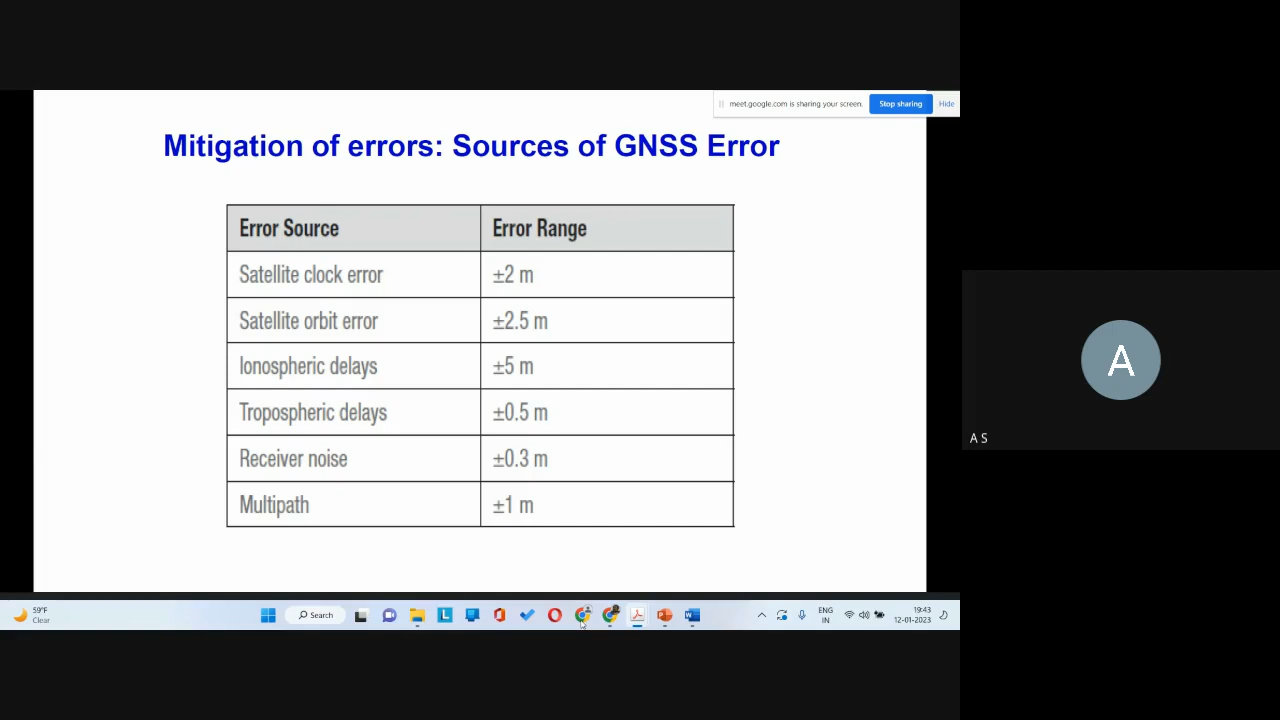 meet.google.com is sharing your screen.
Stop sharing
Hide
Mitigation of errors: Sources of GNSS Error
Error Source Error Range
Satellite clock error ±2 m
Satellite orbit error ±2.5 m
Ionospheric delays ±5 m
Tropospheric delays ±0.5 m
Receiver noise ±0.3 m
Multipath ±1 m
A
A S
59°F
Clear
Search
ENG
IN
19:43
12-01-2023